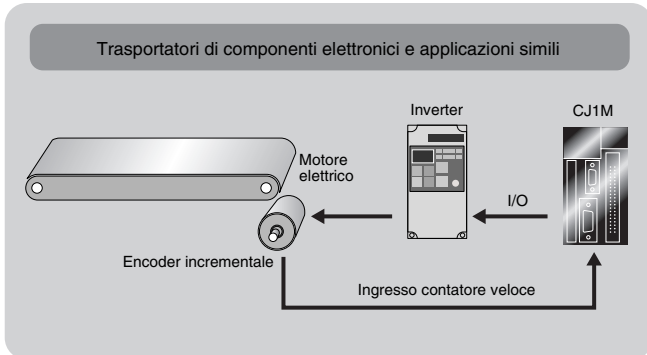 Trasportatori di componenti elettronici e applicazioni simili
Inverter
CJ1M
Motore
elettrico
I/O
Encoder incrementale
Ingresso contatore veloce